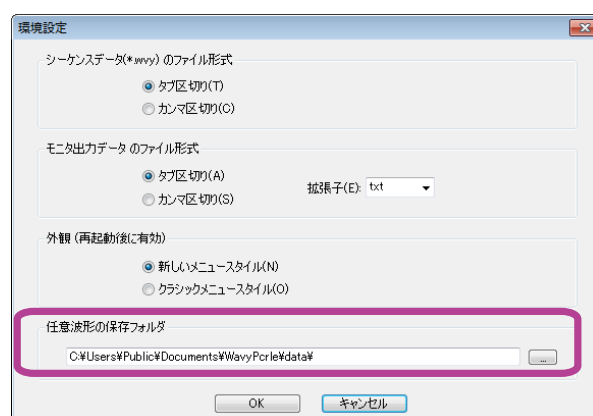 環境設定
シーケンスデータ(*.wvy) のファイル形式
タブ区切り(T)
カンマ区切り(C)
モニタ出力データ のファイル形式
タブ区切り(A)
カンマ区切り(S)
拡張子(E): txt
外観 (再起動後に有効)
新しいメニュースタイル(N)
クラシックメニュースタイル(O)
任意波形の保存フォルダ
C:¥Users¥Public¥Documents¥WavyPcrle¥data¥
...
OK
キャンセル